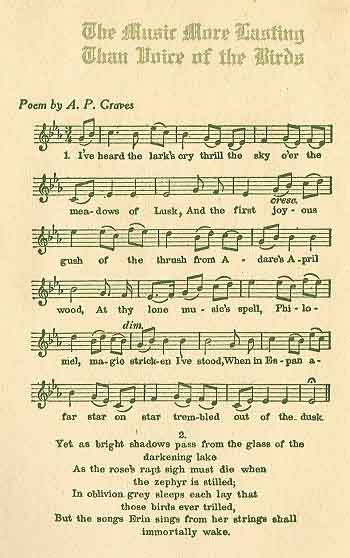 The Music More Lasting
Than Voice of the Birds
Poem by A. P. Graves
1. I've heard the lark's cry thrill the sky o'er the
cresc.
mea-dows of Lusk, And the first joy-ous
gush of the thrush from A-dare's A-pril
wood, At thy lone mu-sic's spell, Phi-lo-
dim.
mel, magic strick-en I've stood, When in Es-pan a-
far star on star trem-bled out of the dusk.
2.
Yet as bright shadows pass from the glass of the
darkening lake
As the rose's rapt sigh must die when
the zephyr is stilled;
In oblivion grey sleeps each lay that
those birds ever trilled,
But the songs Erin sings from her strings shall
immortally wake.